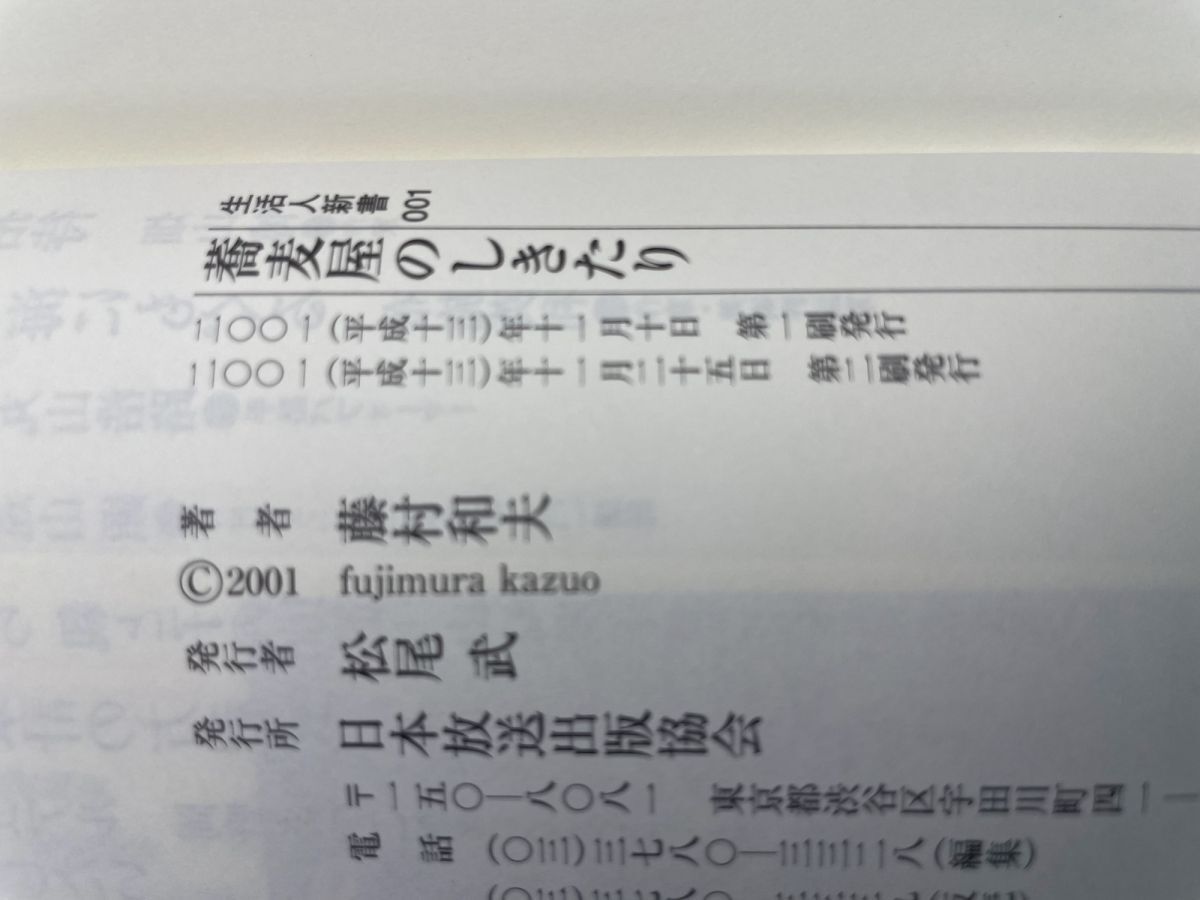 生活人新書 001
蕎麦屋のしきたり
二〇〇一(平成十三)年十一月十日 第一刷発行
二〇〇一(平成十三)年十一月二十五日 第二刷発行
著者 藤村和夫
©2001 fujimura kazuo
発行者 松尾 武
発行所 日本放送出版協会
〒一五〇―八〇八一 東京都渋谷区宇田川町四一―
電話 (〇三)三七八〇―三三一八(編集)